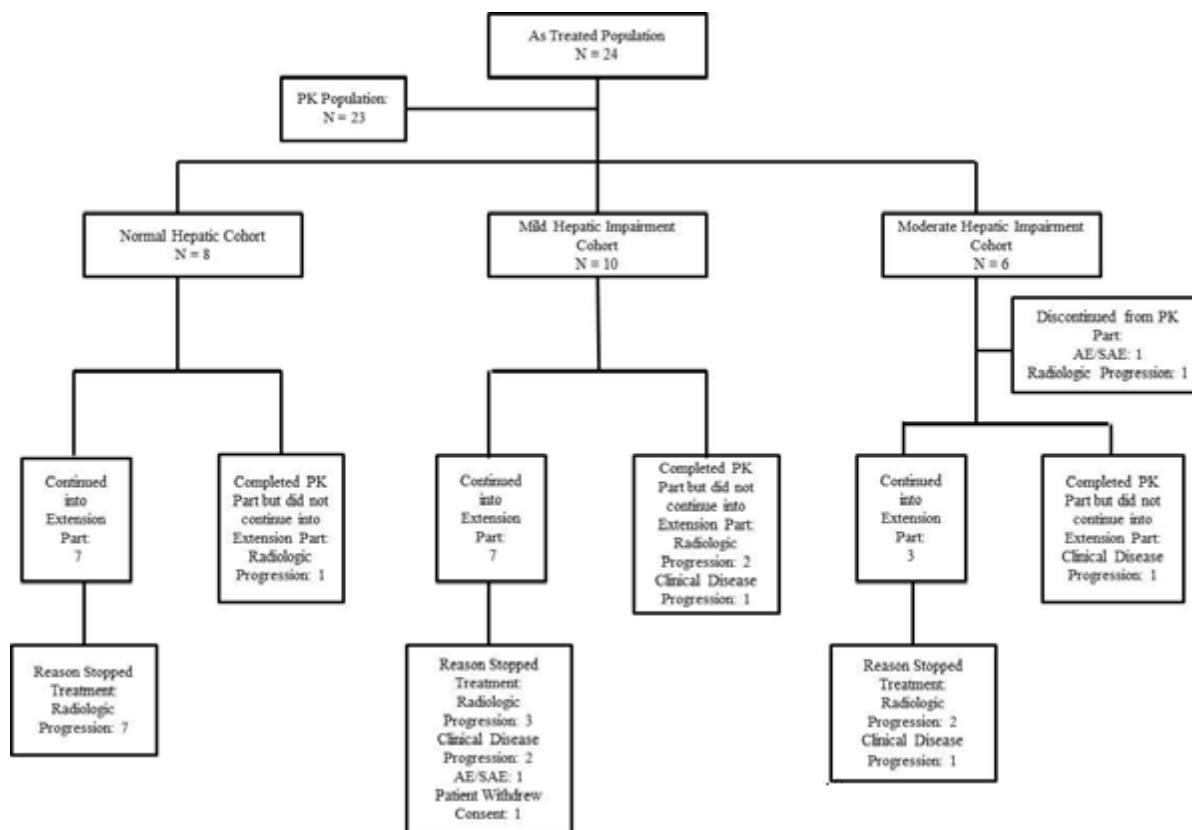 As Treated Population
N = 24
PK Population:
N = 23
Normal Hepatic Cohort
N = 8
Mild Hepatic Impairment
Cohort
N = 10
Moderate Hepatic Impairment
Cohort
N = 6
Discontinued from PK
Part:
AE/SAE: 1
Radiologic Progression: 1
Continued
into
Extension
Part:
7
Completed PK
Part but did not
continue into
Extension Part:
Radiologic
Progression: 1
Continued
into
Extension
Part:
7
Completed PK
Part but did not
continue into
Extension Part:
Radiologic
Progression: 2
Clinical Disease
Progression: 1
Continued
into
Extension
Part:
3
Completed PK
Part but did not
continue into
Extension Part:
Clinical Disease
Progression: 1
Reason Stopped
Treatment:
Radiologic
Progression: 7
Reason Stopped
Treatment:
Radiologic
Progression: 3
Clinical Disease
Progression: 2
AE/SAE: 1
Patient Withdrew
Consent: 1
Reason Stopped
Treatment:
Radiologic
Progression: 2
Clinical Disease
Progression: 1